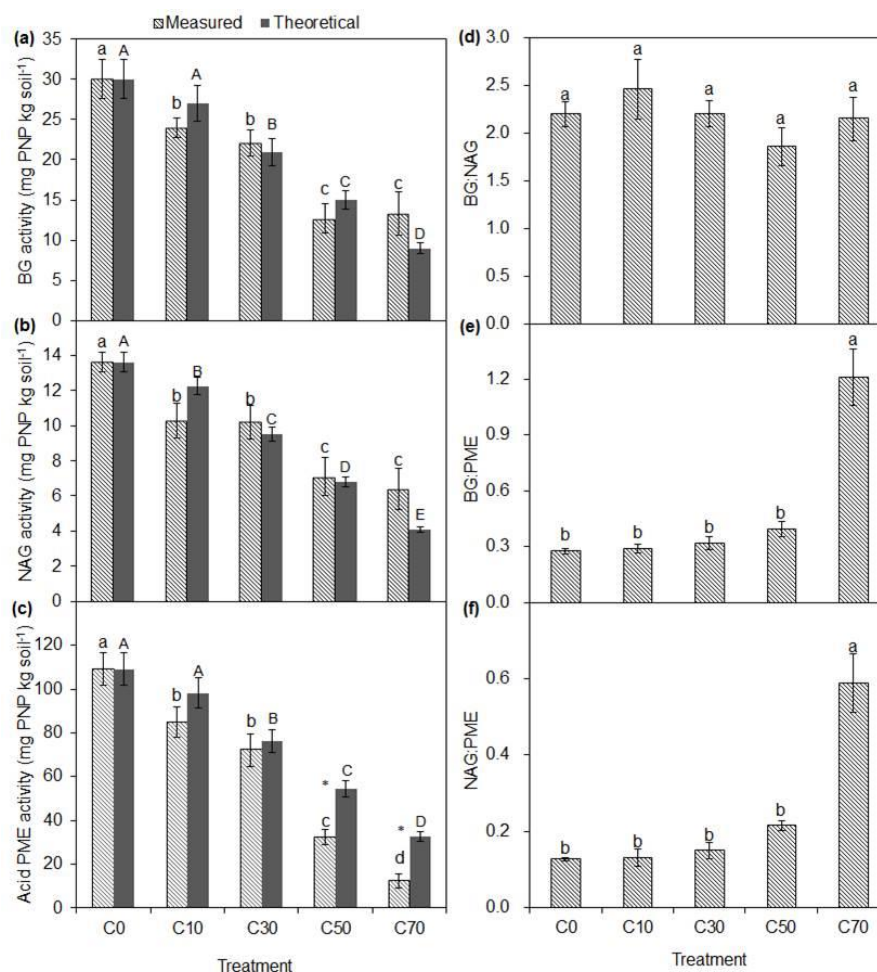 Measured Theoretical
(a)
35
30
25
20
15
10
5
0
BG activity (mg PNP kg soil-1)
a A
b A
b B
c C
c D
(b)
14
12
10
8
6
4
2
0
NAG activity (mg PNP kg soil-1)
a A
b B
b C
c D
c E
(c)
120
100
80
60
40
20
0
Acid PME activity (mg PNP kg soil-1)
a A
b A
b B
* c C
* d D
C0 C10 C30 C50 C70
Treatment
(d)
3.0
2.5
2.0
1.5
1.0
0.5
0.0
BG:NAG
a a a a a
(e)
1.2
0.9
0.6
0.3
0.0
BG:PME
b b b b a
(f)
0.6
0.4
0.2
0.0
NAG:PME
b b b b a
C0 C10 C30 C50 C70
Treatment